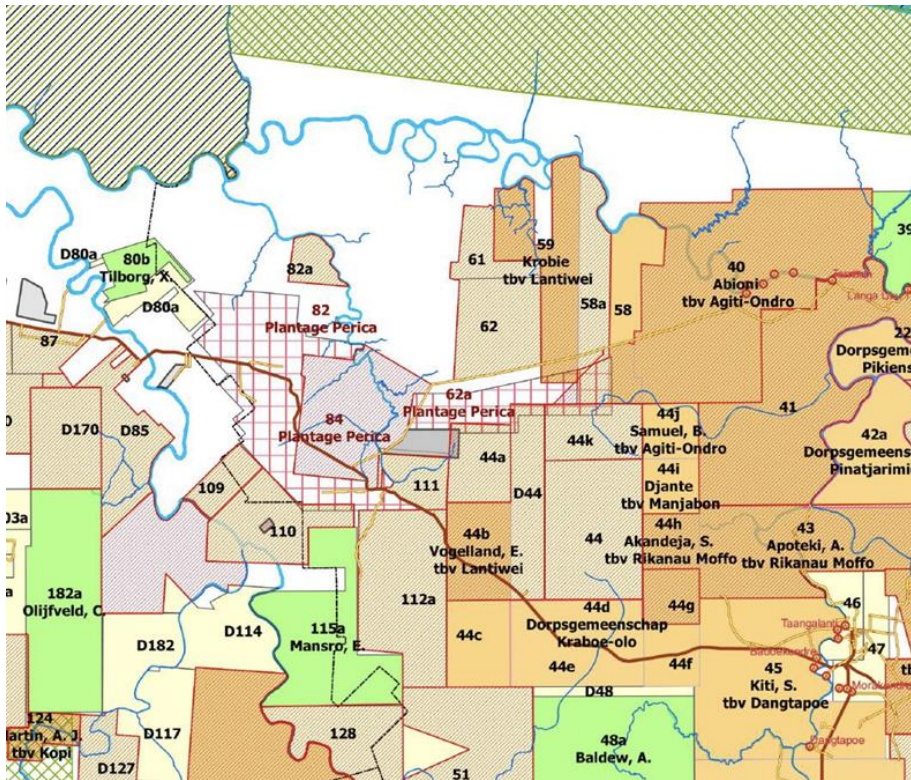 39
D80a
80b
Tilborg, X.
D80a
82a
61
59
Krobie
tbv Lantiwei
58a
58
40
Abioni
tbv Agiti-Ondro
82
Plantage Perica
62
87
22
Dorpsgemeen
Pikiens
62a
Plantage Perica
84
Plantage Perica
D170
D85
41
42a
Dorpsgemeens
Pinatjarimi
44j
Samuel, B.
tbv Agiti-Ondro
44k
44a
44i
Djante
tbv Manjabon
109
111
D44
110
44b
Vogelland, E.
tbv Lantiwei
44
44h
Akandeja, S.
tbv Rikanau Moffo
43
Apoteki, A.
tbv Rikanau Moffo
03a
182a
Olijfveld, C.
112a
44d
Dorpsgemeenschap
Kraboe-olo
44g
46
Taangalanti
D182
D114
115a
Mansro, E.
44c
44e
44f
47
45
Kiti, S.
tbv Dangtapoe
D48
124
Martin, A. J.
tbv Kopi
D117
128
48a
Baldew, A.
Dangtapoe
D127
51